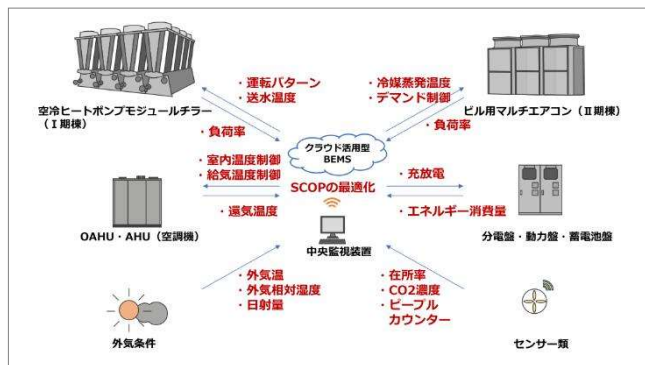 空冷ヒートポンプモジュールチラー
（Ⅰ期棟）
・運転パターン
・送水温度
・負荷率
・冷媒蒸発温度
・デマンド制御
・負荷率
ビル用マルチエアコン（Ⅱ期棟）
クラウド活用型
BEMS
SCOPの最適化
中央監視装置
・室内温度制御
・給気温度制御
・還気温度
OAHU・AHU（空調機）
・充放電
・エネルギー消費量
分電盤・動力盤・蓄電池盤
・外気温
・外気相対湿度
・日射量
外気条件
・在所率
・CO2濃度
・ピープル
カウンター
センサー類